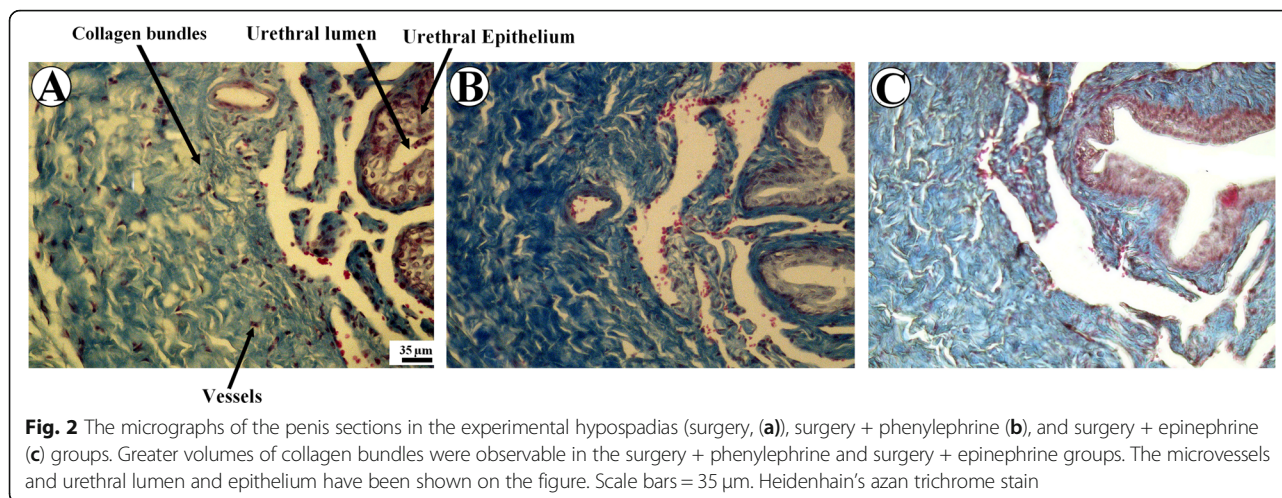 Collagen bundles
Urethral lumen
Urethral Epithelium
A
B
C
35 µm
Vessels
Fig. 2 The micrographs of the penis sections in the experimental hypospadias (surgery, (a)), surgery + phenylephrine (b), and surgery + epinephrine
(c) groups. Greater volumes of collagen bundles were observable in the surgery + phenylephrine and surgery + epinephrine groups. The microvessels
and urethral lumen and epithelium have been shown on the figure. Scale bars = 35 μm. Heidenhain's azan trichrome stain